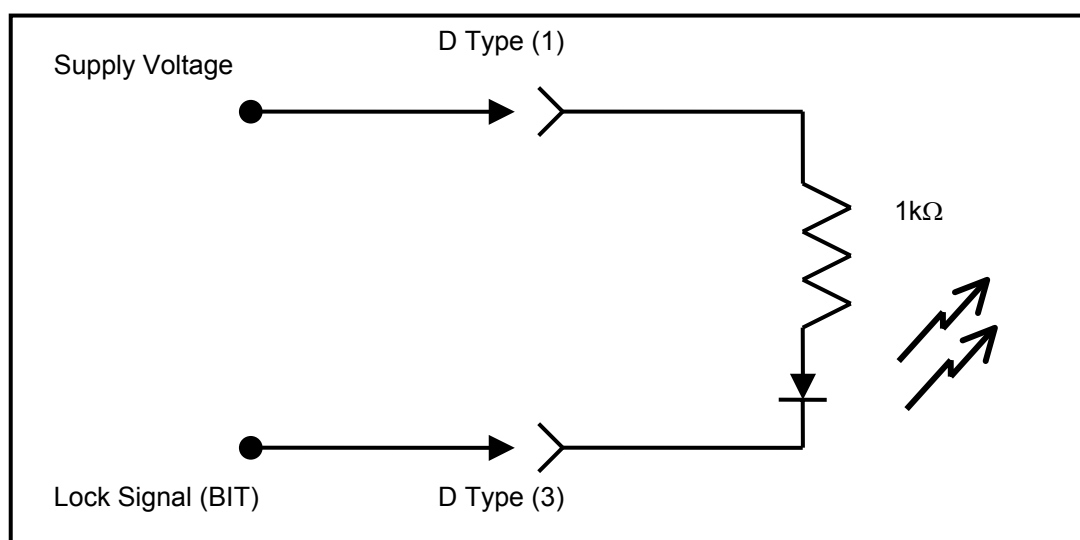 D Type (1)
Supply Voltage
1kΩ
Lock Signal (BIT)
D Type (3)